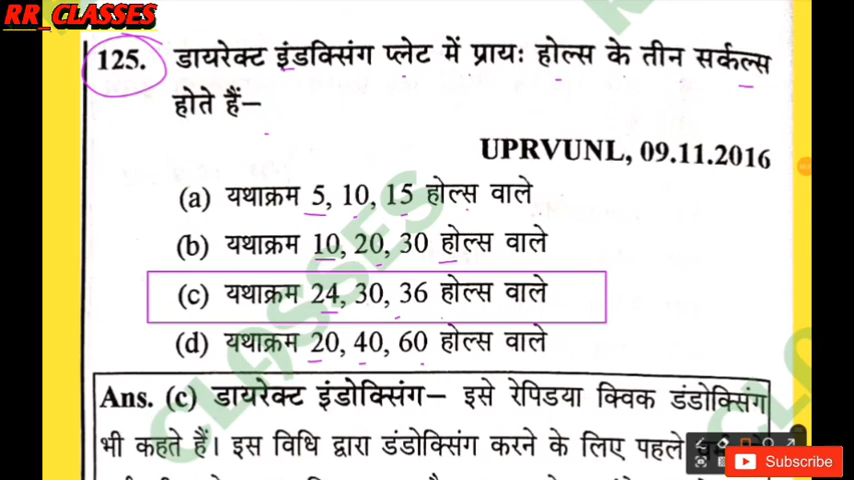 RR_CLASSES
125. डायरेक्ट इंडक्सिंग प्लेट में प्रायः होल्स के तीन सर्कल्स
होते हैं–
UPRVUNL, 09.11.2016
(a) यथाक्रम 5, 10, 15 होल्स वाले
(b) यथाक्रम 10, 20, 30 होल्स वाले
(c) यथाक्रम 24, 30, 36 होल्स वाले
(d) यथाक्रम 20, 40, 60 होल्स वाले
Ans. (c) डायरेक्ट इंडोक्सिंग– इसे रेपिडया क्विक डंडोक्सिंग
भी कहते हैं। इस विधि द्वारा डंडोक्सिंग करने के लिए पहले
Subscribe
CLASSES